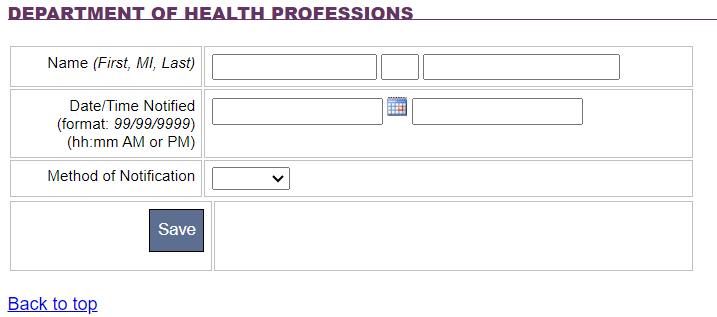 DEPARTMENT OF HEALTH PROFESSIONS
Name (First, MI, Last)
Date/Time Notified
(format: 99/99/9999)
(hh:mm AM or PM)
Method of Notification
Save
Back to top